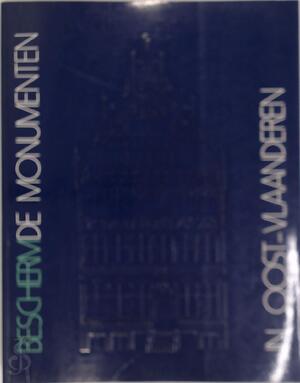 BESCHERMDE MONUMENTEN
IN OOST-VLAANDEREN